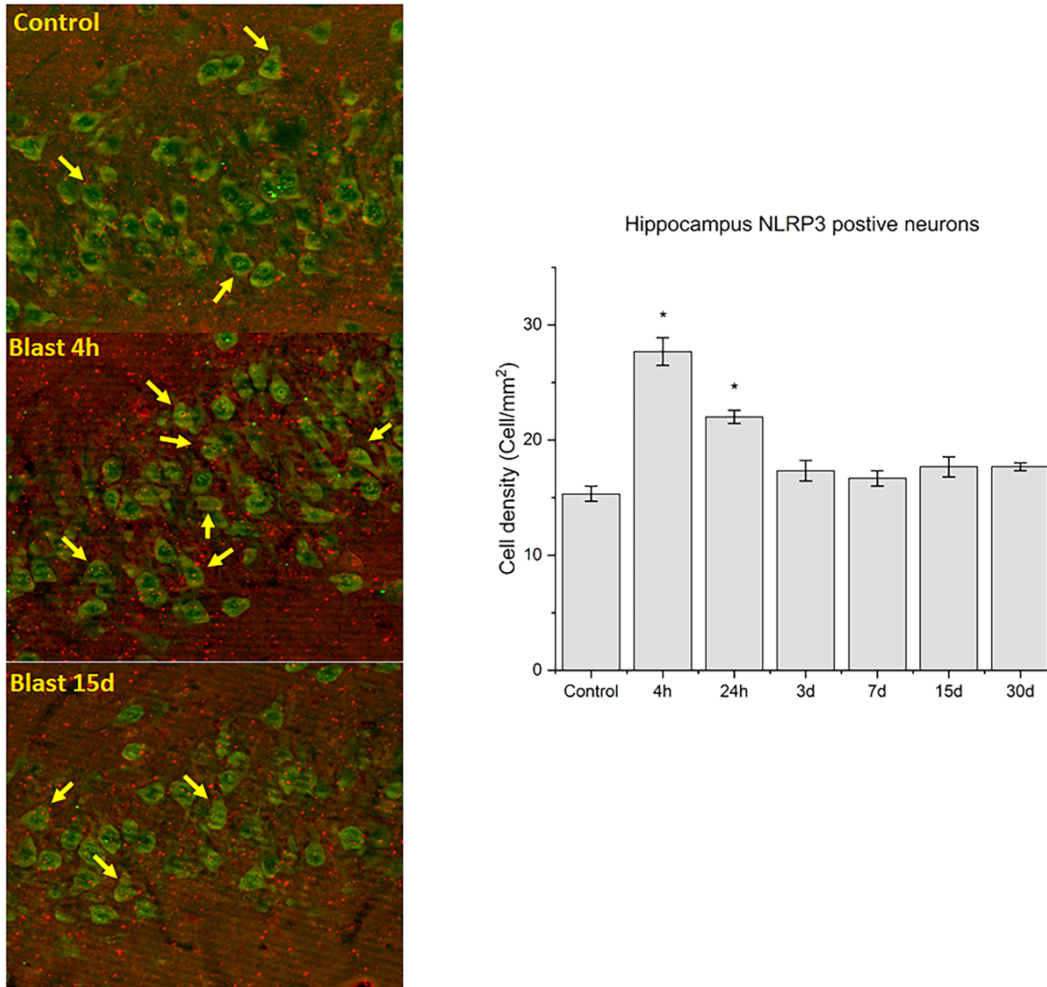 Control
Blast 4h
Blast 15d
Hippocampus NLRP3 postive neurons
Cell density (Cell/mm²)
30
20
10
0
*
*
Control 4h 24h 3d 7d 15d 30d